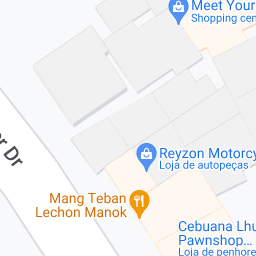 Meet Your
Shopping cen
Reyzon Motorcy
Loja de autopeças
Mang Teban
Lechon Manok
Cebuana Lhu
Pawnshop...
Loja de penhore
Dr